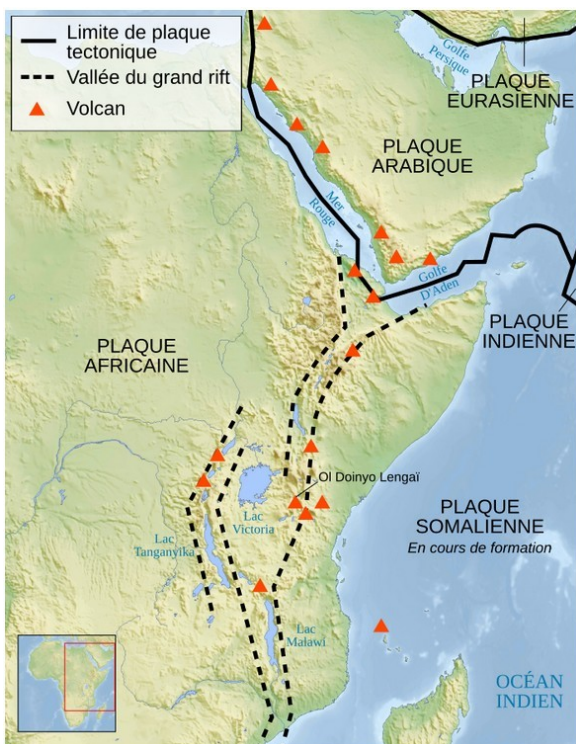 Limite de plaque
tectonique
Vallée du grand rift
Volcan
Golfe
Persique
PLAQUE
EURASIENNE
PLAQUE
ARABIQUE
Mer
Rouge
Golfe
D'Aden
PLAQUE
INDIENNE
PLAQUE
AFRICAINE
Ol Doinyo Lengaï
Lac
Victoria
PLAQUE
SOMALIENNE
En cours de formation
Lac
Tanganyika
Lac
Malawi
OCÉAN
INDIEN